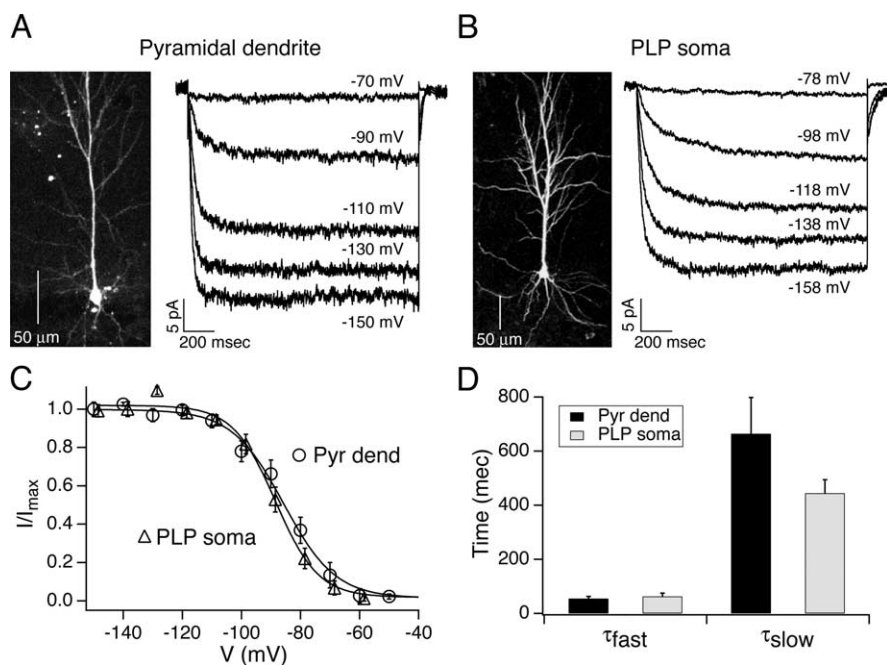 A
Pyramidal dendrite
-70 mV
-90 mV
-110 mV
-130 mV
-150 mV
50 μm
5 pA
200 msec
B
PLP soma
-78 mV
-98 mV
-118 mV
-138 mV
-158 mV
50 μm
5 pA
200 msec
C
1.0
0.8
0.6
0.4
0.2
0.0
I/Imax
Pyr dend
PLP soma
-140 -120 -100 -80 -60 -40
V (mV)
D
800
600
400
200
0
Time (mec)
Pyr dend
PLP soma
τfast τslow